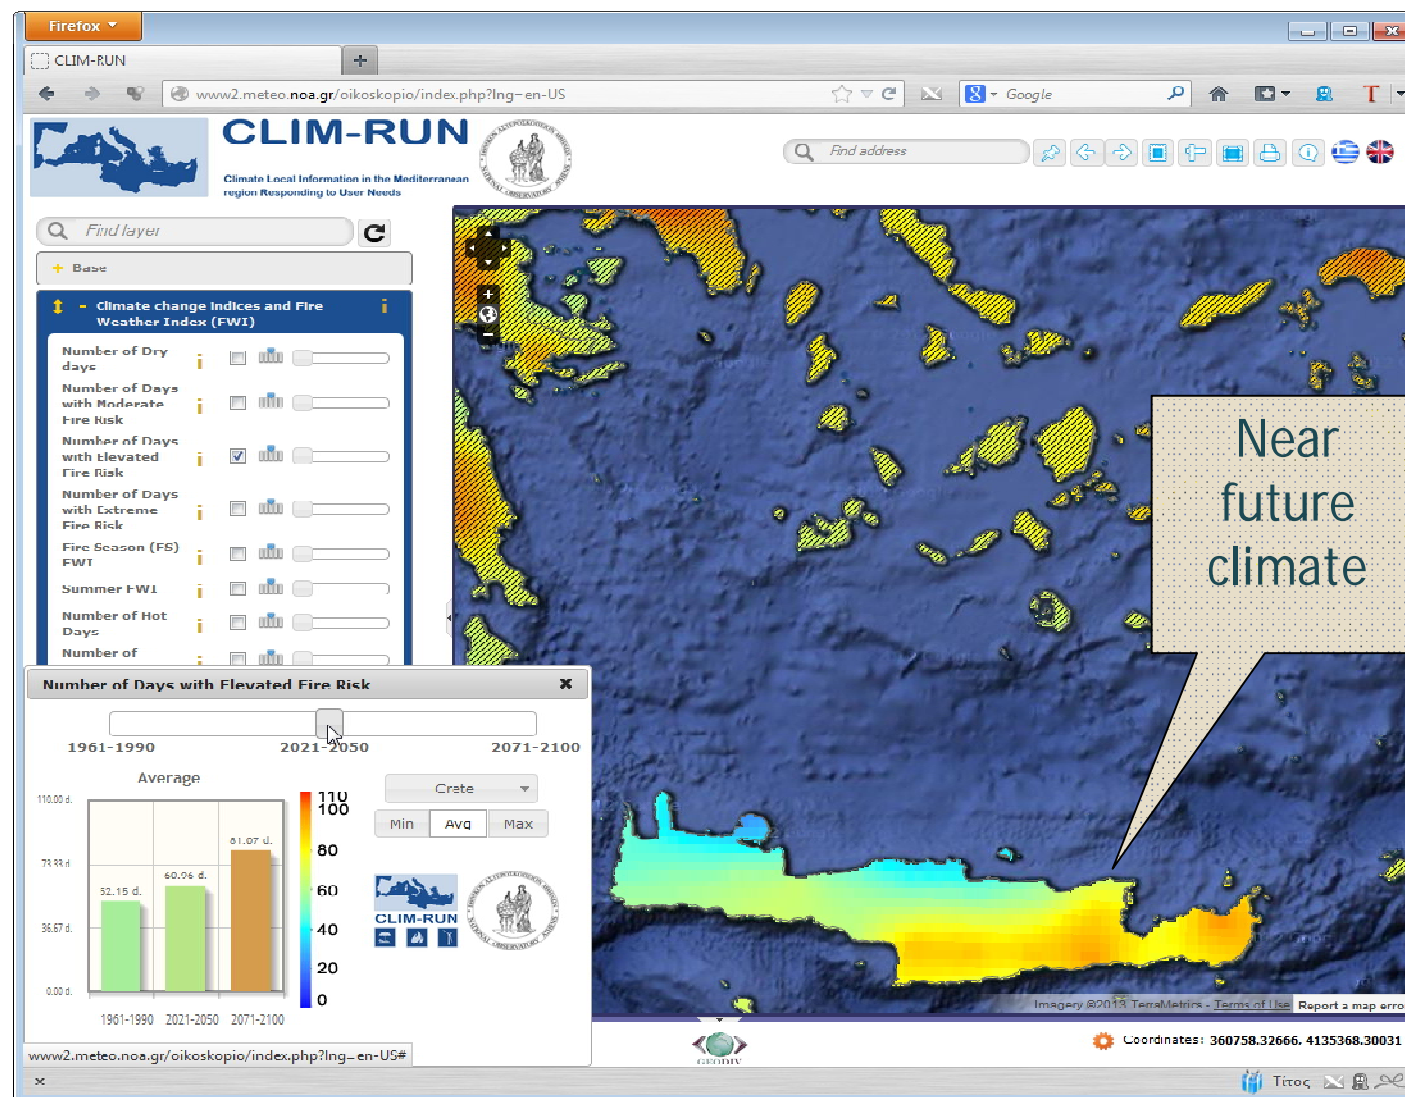 Firefox
CLIM-RUN
www2.meteo.noa.gr/oikoskopio/index.php?lng=en-US
Google
CLIM-RUN
Climate Local Information in the Mediterranean
region Responding to User Needs
Find address
Find layer
Base
Climate change indices and Fire
Weather Index (FWI)
Number of Dry
days
Number of Days
with Moderate
Fire Risk
Number of Days
with Elevated
Fire Risk
Number of Days
with Extreme
Fire Risk
Fire Season (FS)
FWI
Summer FWI
Number of Hot
Days
Number of
Near
future
climate
Number of Days with Elevated Fire Risk
1961-1990
2021-2050
2071-2100
Average
110.00 d.
36.67 d.
0.00 d.
52.15 d.
1961-1990
2021-2050
2071-2100
110
100
80
60
40
20
0
Crete
Min
Avg
Max
CLIM-RUN
Imagery ©2013 TerraMetrics - Terms of Use
Report a map error
GEODIV
Coordinates: 360758.32666, 4135368.30031
www2.meteo.noa.gr/oikoskopio/index.php?lng=en-US#
Τίτος